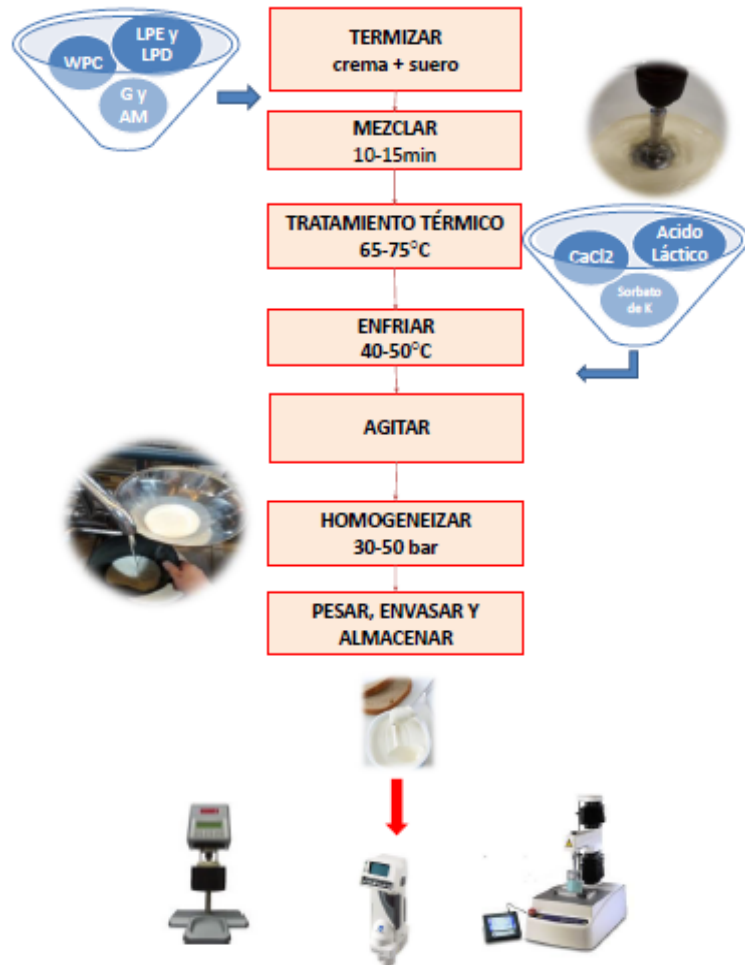 LPE y
LPD
WPC
G y
AM
TERMIZAR
crema + suero
MEZCLAR
10-15min
TRATAMIENTO TÉRMICO
65-75°C
CaCl2
Acido
Láctico
Sorbato
de K
ENFRIAR
40-50°C
AGITAR
HOMOGENEIZAR
30-50 bar
PESAR, ENVASAR Y
ALMACENAR